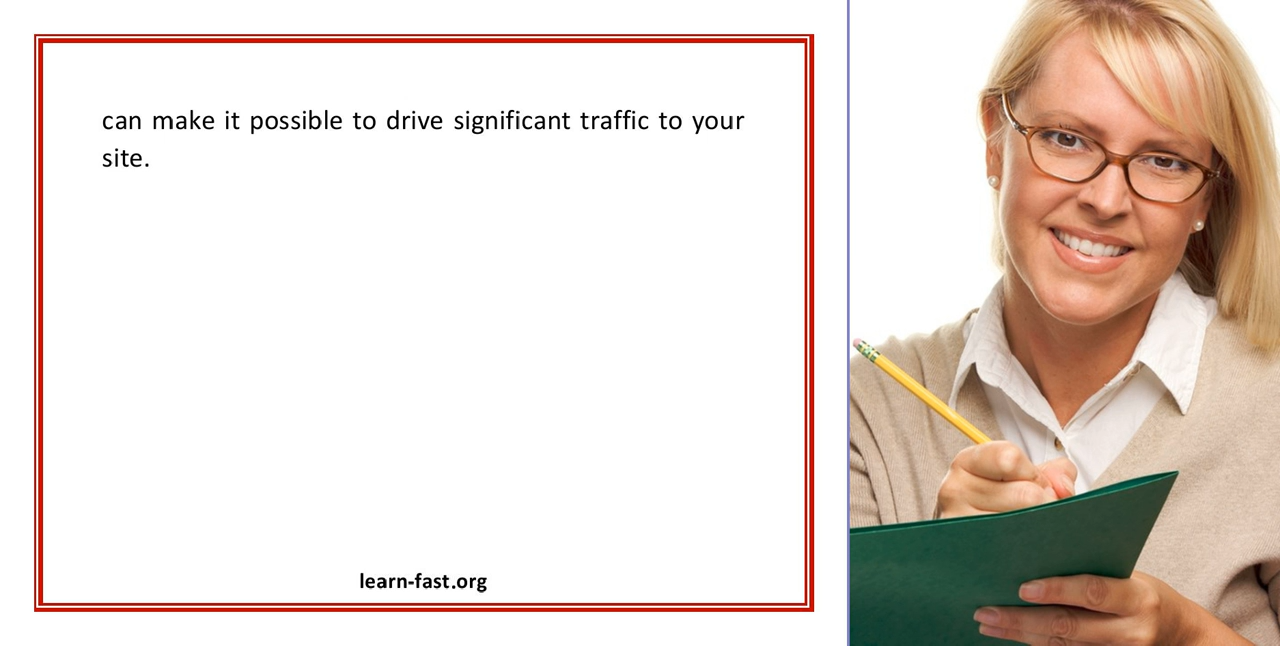 can make it possible to drive significant traffic to your
site.
learn-fast.org